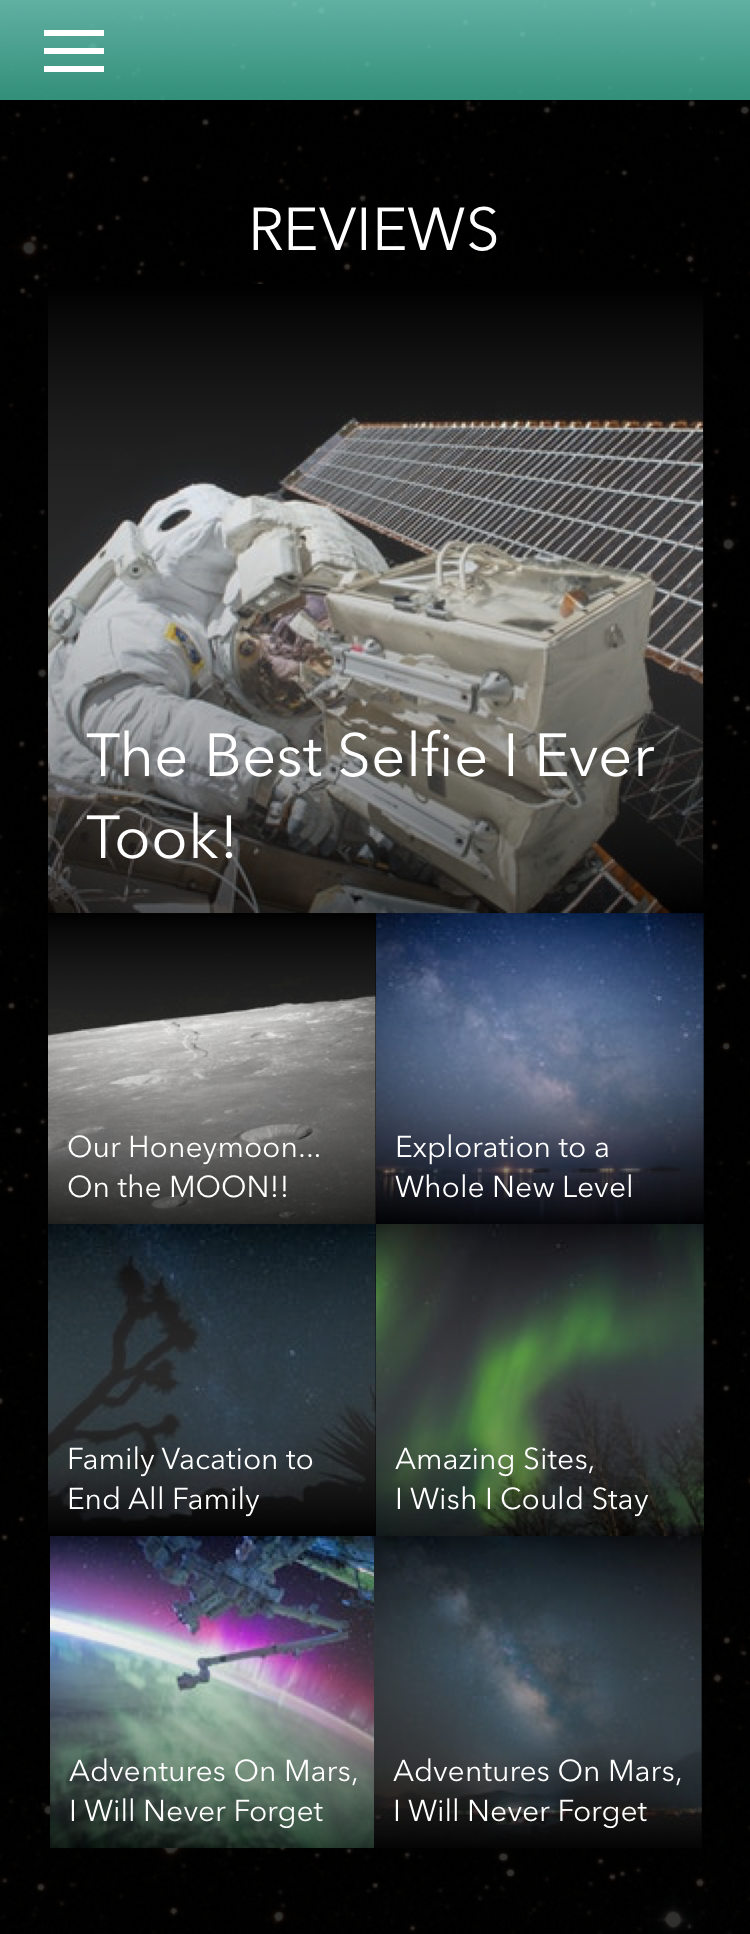 REVIEWS
The Best Selfie I Ever
Took!
Our Honeymoon...
On the MOON!!
Exploration to a
Whole New Level
Family Vacation to
End All Family
Amazing Sites,
I Wish I Could Stay
Adventures On Mars,
I Will Never Forget
Adventures On Mars,
I Will Never Forget